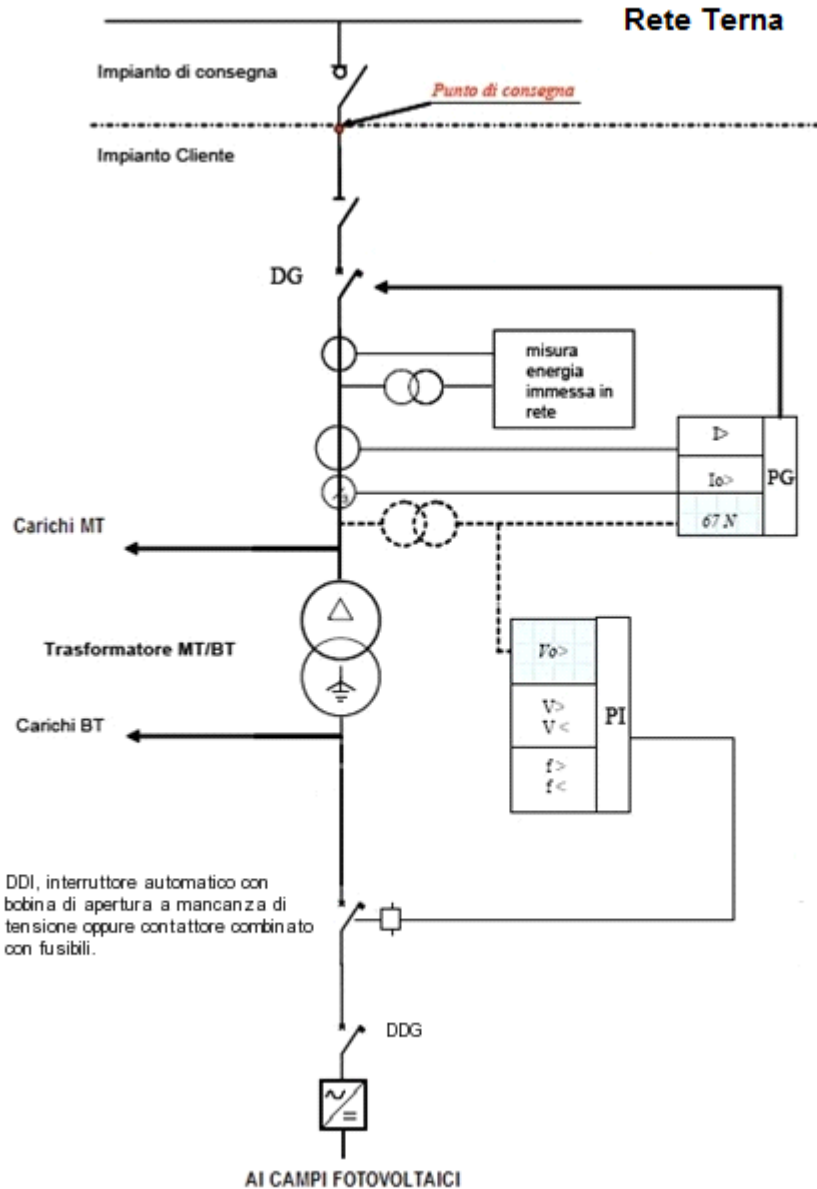 Rete Terna
Impianto di consegna
Punto di consegna
Impianto Cliente
DG
misura
energia
immessa in
rete
I>
Io>
PG
67 N
Carichi MT
Trasformatore MT/BT
Vo>
V>
V<
PI
f>
f<
Carichi BT
DDI, interruttore automatico con
bobina di apertura a mancanza di
tensione oppure contattore combinato
con fusibili.
DDG
AI CAMPI FOTOVOLTAICI